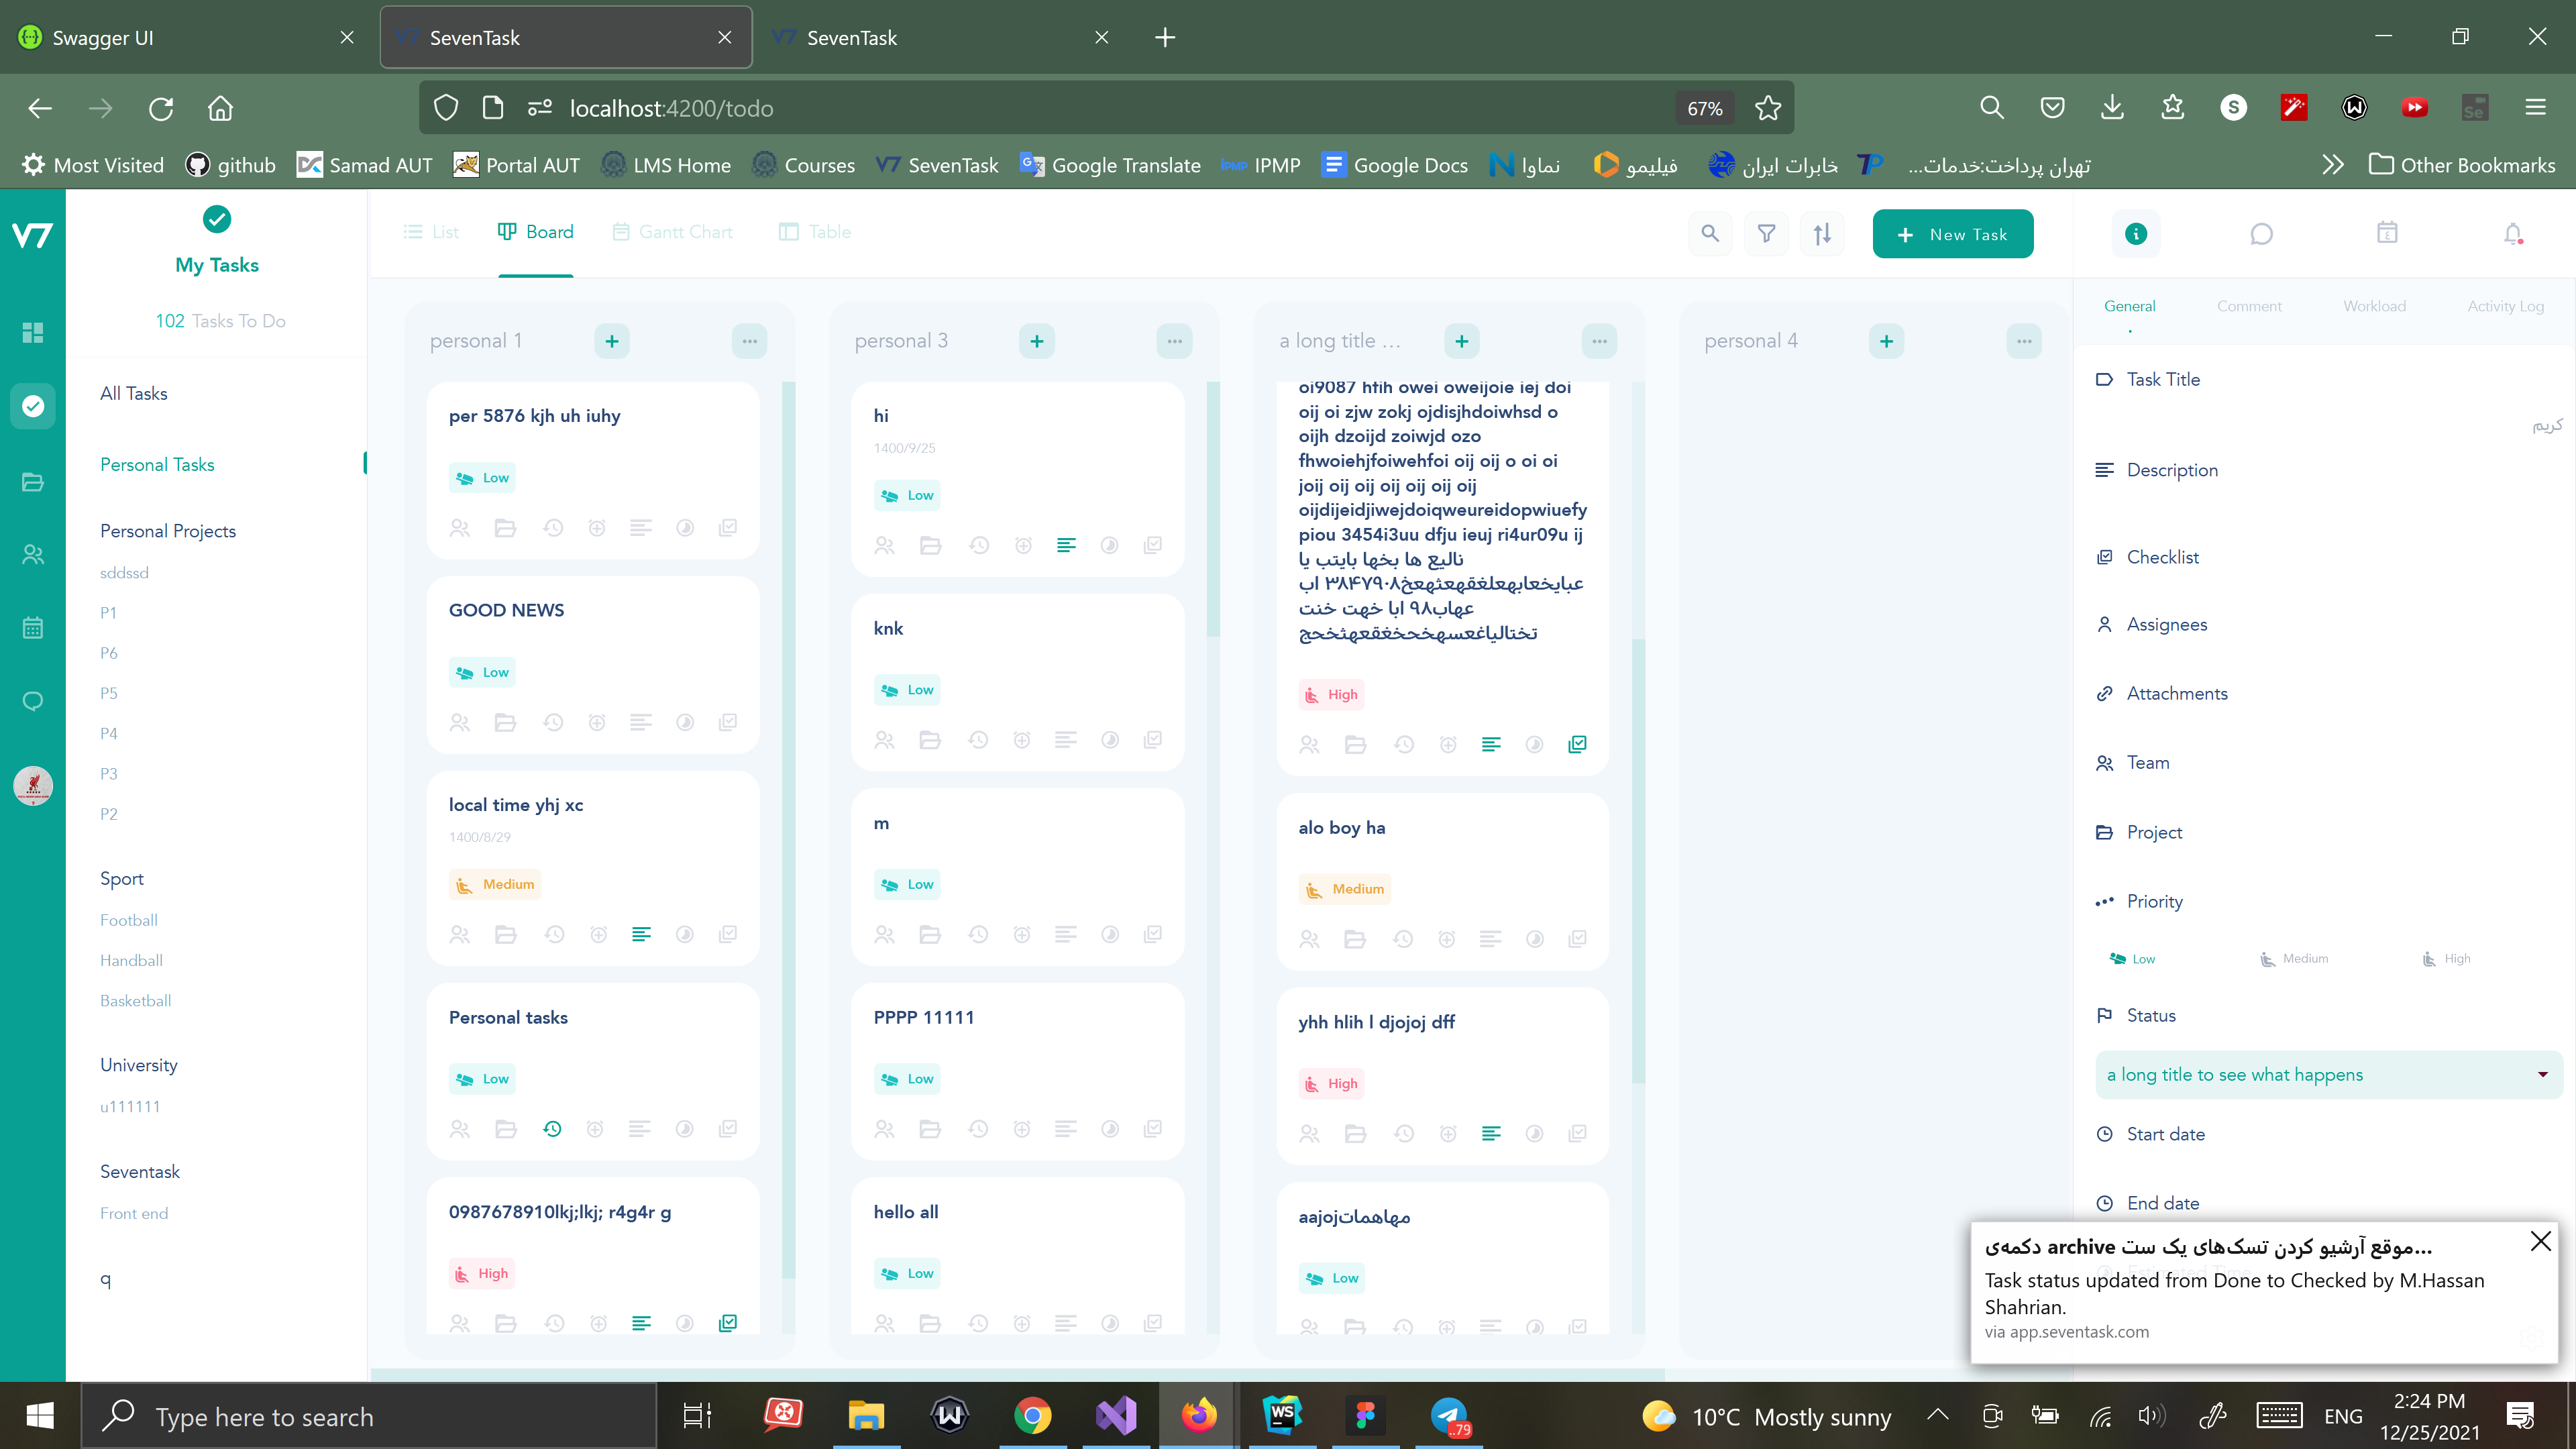 Swagger UI
SevenTask
SevenTask
localhost:4200/todo
67%
Most Visited
github
Samad AUT
Portal AUT
LMS Home
Courses
SevenTask
Google Translate
IPMP
Google Docs
نماوا
فیلیمو
خابرات ایران
تهران پرداخت:خدمات...
Other Bookmarks
My Tasks
102 Tasks To Do
All Tasks
Personal Tasks
Personal Projects
sddssd
P1
P6
P5
P4
P3
P2
Sport
Football
Handball
Basketball
University
u111111
Seventask
Front end
q
List
Board
Gantt Chart
Table
+ New Task
personal 1
per 5876 kjh uh iuhy
Low
GOOD NEWS
Low
local time yhj xc
1400/8/29
Medium
Personal tasks
Low
0987678910lkj;lkj; r4g4r g
High
personal 3
hi
1400/9/25
Low
knk
Low
m
Low
PPPP 11111
Low
hello all
Low
a long title ...
oi9087 hfih owei oweijoie iej doi
oij oi zjw zokj ojdisjhdoiwhsd o
oijh dzoijd zoiwjd ozo
fhwoiehjfoiwehfoi oij oij o oi oi
joij oij oij oij oij oij oij
oijdijeidjiwejdoiqweureidopwiuefy
piou 3454i3uu dfju ieuj ri4ur09u ij
نالیع ها بخها بایتب یا
عبایخعابهعلغقهعثهعخ۳۸۴۷۹۰۸ اب
عهاب۹۸ ابا خهت خنت
تختالیاغعسهخحخغقعهثخحج
High
alo boy ha
Medium
yhh hlih l djojoj dff
High
aajojمهاهمات
Low
personal 4
General
Comment
Workload
Activity Log
Task Title
کریم
Description
Checklist
Assignees
Attachments
Team
Project
Priority
Low
Medium
High
Status
a long title to see what happens
Start date
End date
موقع آرشیو کردن تسک‌های یک ست archive دکمه‌ی...
Task status updated from Done to Checked by M.Hassan
Shahrian.
via app.seventask.com
Type here to search
..79
10°C Mostly sunny
ENG
2:24 PM
12/25/2021